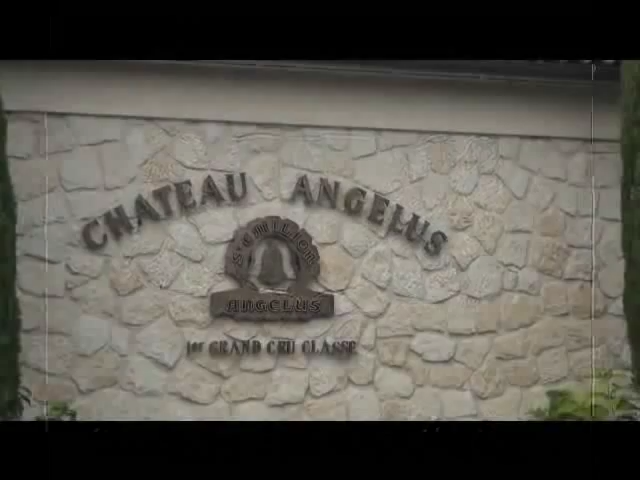 CHATEAU ANGELUS
St EMILION
ANGELUS
1er GRAND CRU CLASSE